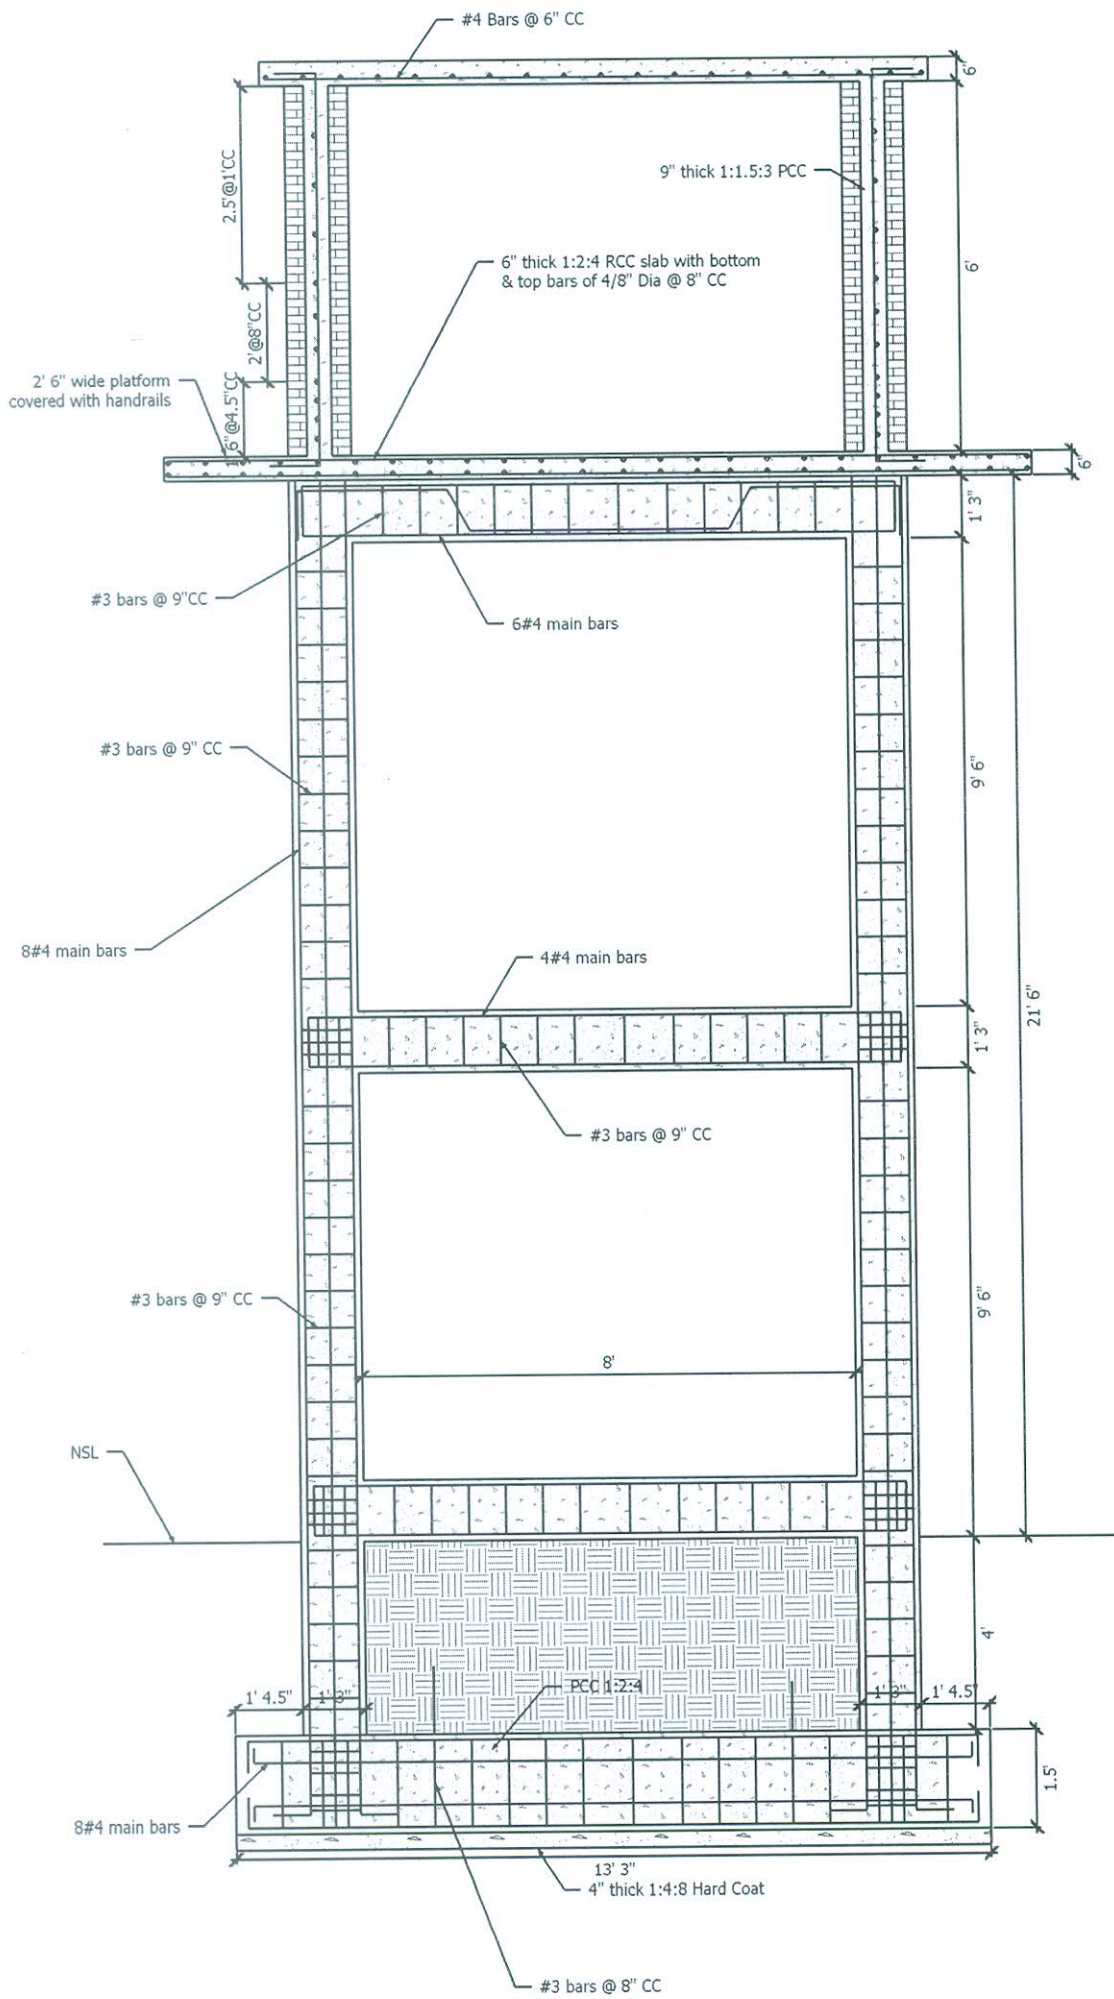 #4 Bars @ 6" CC
6"
2.5'@1'CC
9" thick 1:1.5:3 PCC
6'
6" thick 1:2:4 RCC slab with bottom
& top bars of 4/8" Dia @ 8" CC
2'@8"CC
2' 6" wide platform
covered with handrails
1' 6"@4.5"CC
6"
1' 3"
#3 bars @ 9"CC
6#4 main bars
#3 bars @ 9" CC
9' 6"
8#4 main bars
4#4 main bars
21' 6"
1' 3"
#3 bars @ 9" CC
#3 bars @ 9" CC
9' 6"
8'
NSL
4'
1' 4.5"
1' 3"
PCC 1:2:4
1' 3"
1' 4.5"
1.5'
8#4 main bars
13' 3"
4" thick 1:4:8 Hard Coat
#3 bars @ 8" CC